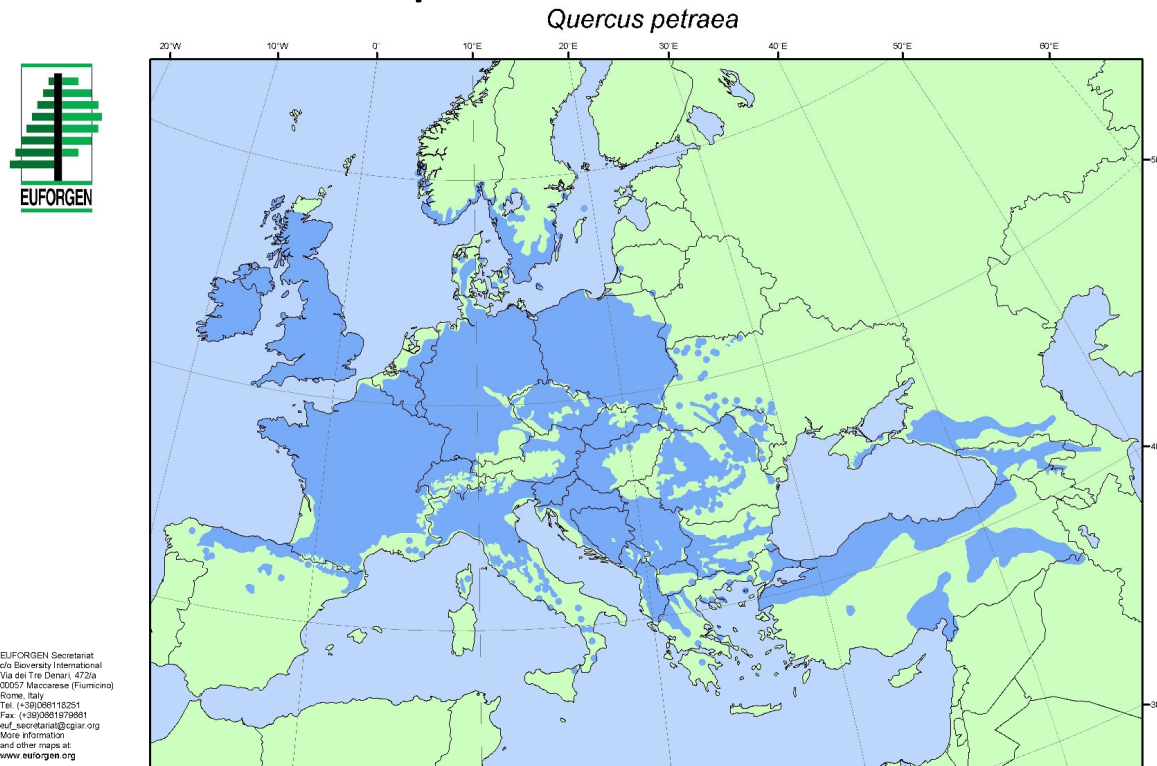 Quercus petraea
20°W 10°W 0° 10°E 20°E 30°E 40°E 50°E 60°E
EUFORGEN
EUFORGEN Secretariat
c/o Bioversity International
Via dei Tre Denari, 472/a
00057 Maccarese (Fiumicino)
Rome, Italy
Tel. (+39)066118251
Fax: (+39)0661979661
euf_secretariat@cgiar.org
More information
and other maps at:
www.euforgen.org